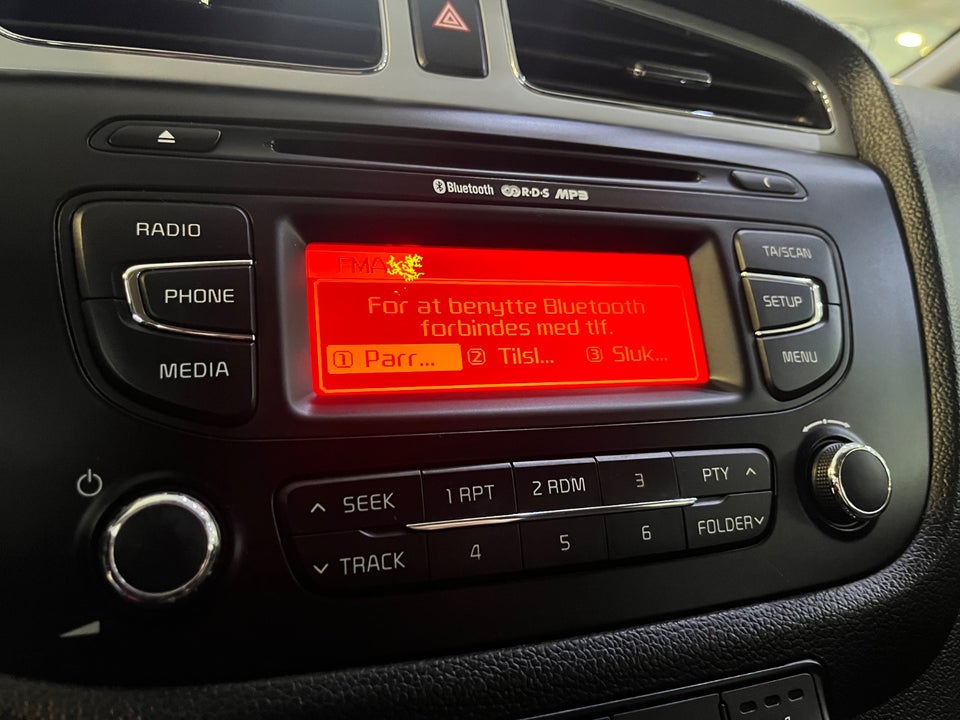 Bluetooth R·D·S MP3
RADIO
PHONE
MEDIA
TA/SCAN
SETUP
MENU
FMA
For at benytte Bluetooth
forbindes med tlf.
1 Parr... 2 Tilsl... 3 Sluk...
SEEK 1 RPT 2 RDM 3 PTY
TRACK 4 5 6 FOLDER